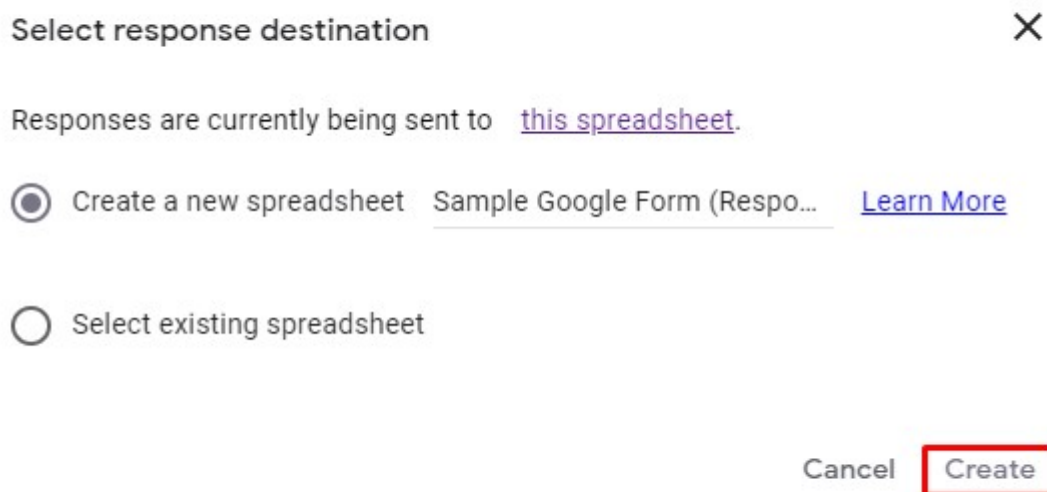 Select response destination
Responses are currently being sent to this spreadsheet.
Create a new spreadsheet Sample Google Form (Respo... Learn More
Select existing spreadsheet
Cancel Create